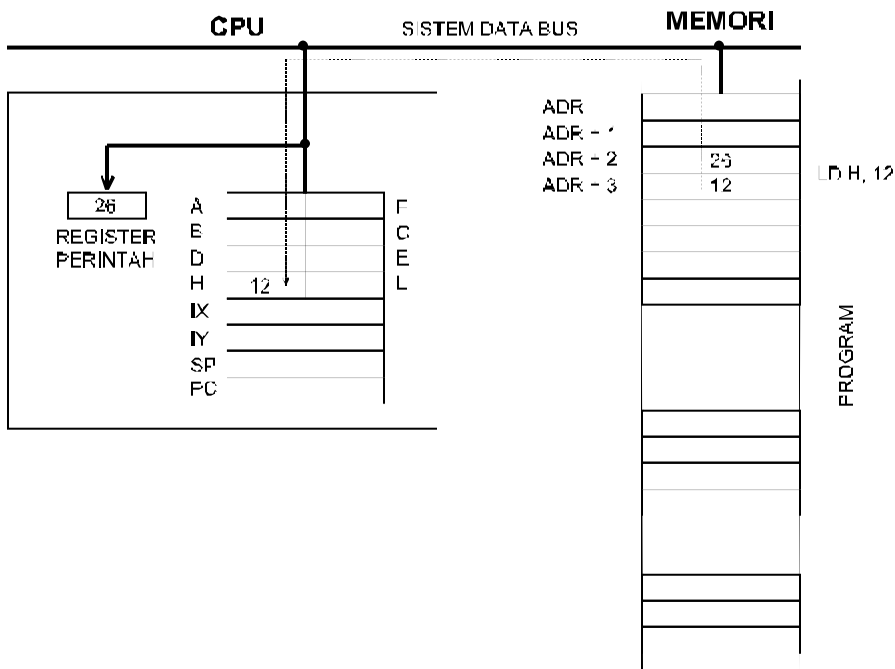 CPU
SISTEM DATA BUS
MEMORI
ADR
ADR + 1
ADR + 2
ADR + 3
26
12
LD H, 12
26
REGISTER
PERINTAH
A
F
B
C
D
E
H
12
L
IX
IY
SP
PC
PROGRAM